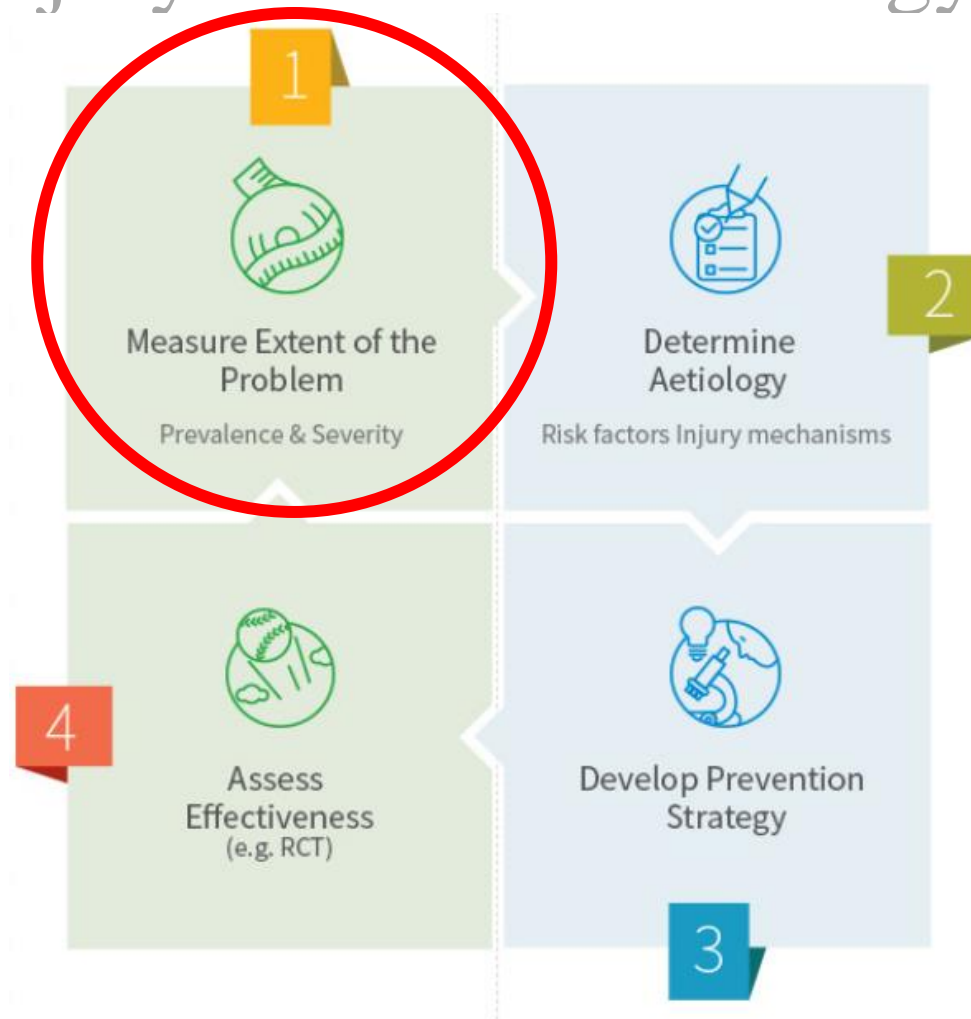 1
Measure Extent of the
Problem
Prevalence & Severity
2
Determine
Aetiology
Risk factors Injury mechanisms
4
Assess
Effectiveness
(e.g. RCT)
Develop Prevention
Strategy
3